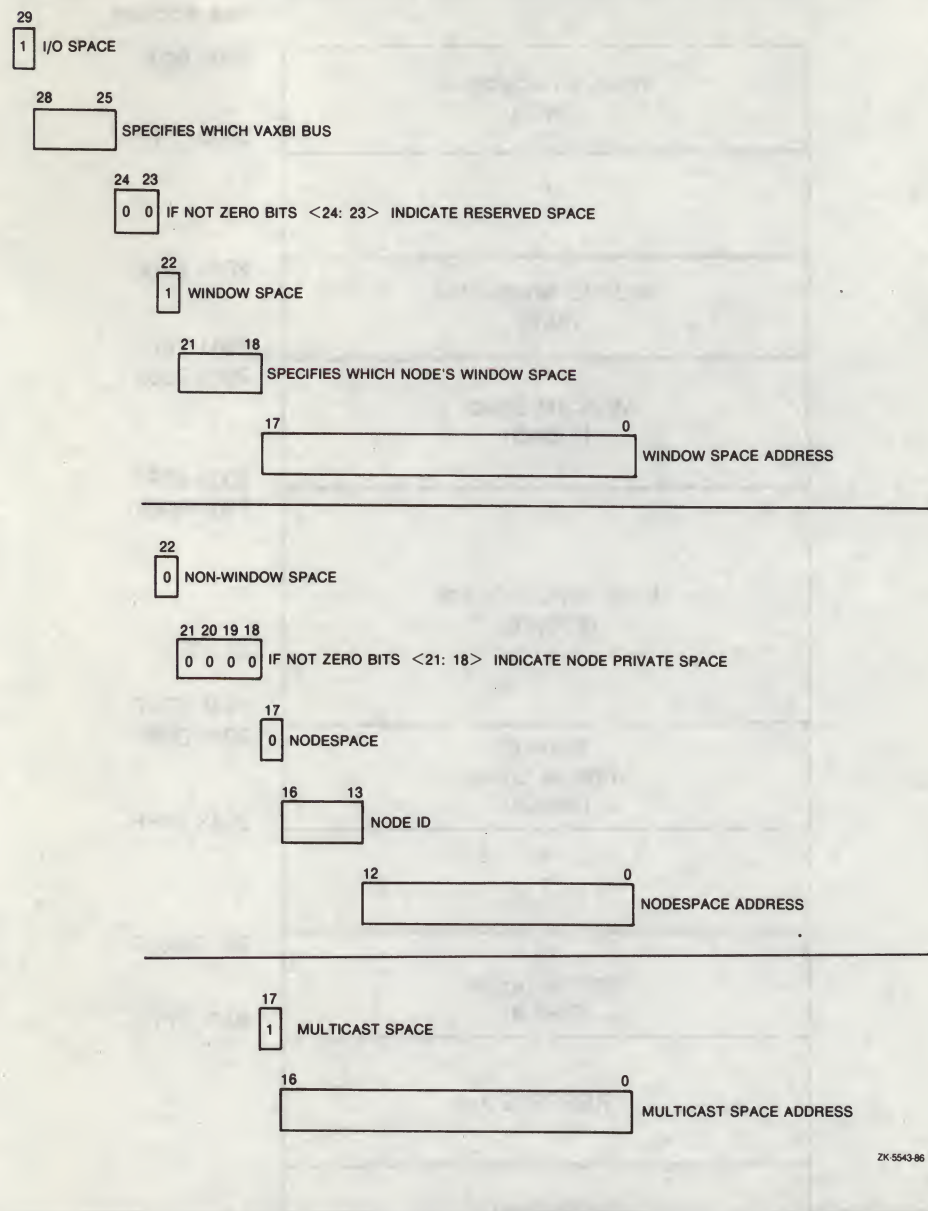 29
1 I/O SPACE
28 25
SPECIFIES WHICH VAXBI BUS
24 23
0 0 IF NOT ZERO BITS <24: 23> INDICATE RESERVED SPACE
22
1 WINDOW SPACE
21 18
SPECIFIES WHICH NODE'S WINDOW SPACE
17 0
WINDOW SPACE ADDRESS
22
0 NON-WINDOW SPACE
21 20 19 18
0 0 0 0 IF NOT ZERO BITS <21: 18> INDICATE NODE PRIVATE SPACE
17
0 NODESPACE
16 13
NODE ID
12 0
NODESPACE ADDRESS
17
1 MULTICAST SPACE
16 0
MULTICAST SPACE ADDRESS
ZK-5543-86